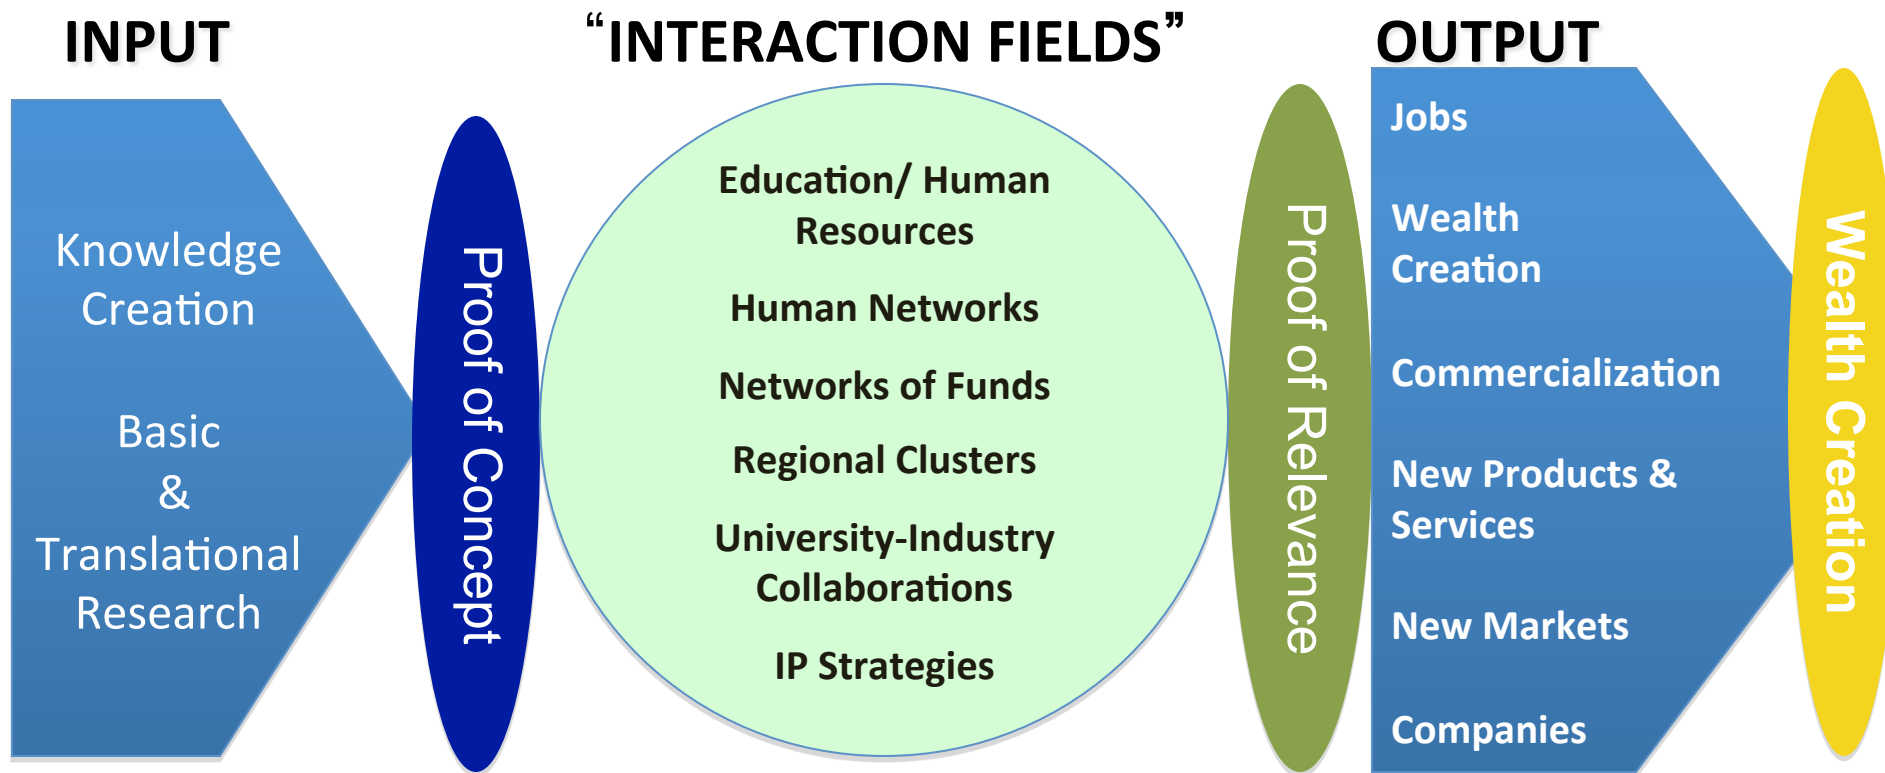 INPUT
Knowledge
Creation
Basic
&
Translational
Research
Proof of Concept
“INTERACTION FIELDS”
Education/ Human
Resources
Human Networks
Networks of Funds
Regional Clusters
University-Industry
Collaborations
IP Strategies
Proof of Relevance
OUTPUT
Jobs
Wealth
Creation
Commercialization
New Products &
Services
New Markets
Companies
Wealth Creation